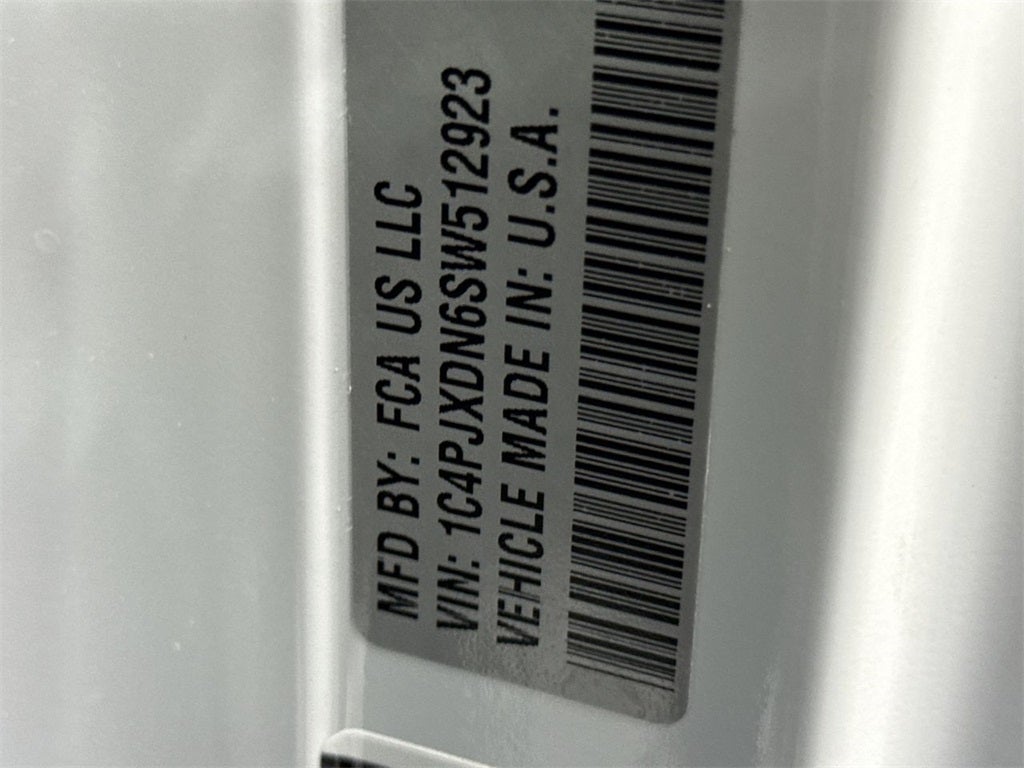 MFD BY: FCA US LLC
VIN: 1C4PJXDN6SW512923
VEHICLE MADE IN: U.S.A.